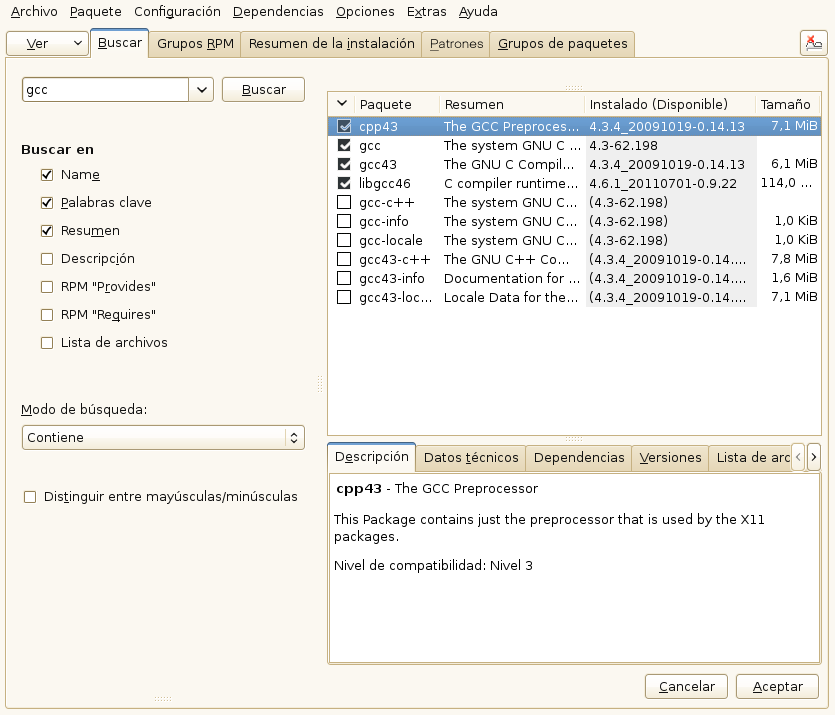 Archivo Paquete Configuración Dependencias Opciones Extras Ayuda
Ver Buscar Grupos RPM Resumen de la instalación Patrones Grupos de paquetes
gcc Buscar
Buscar en
Name
Palabras clave
Resumen
Descripción
RPM "Provides"
RPM "Requires"
Lista de archivos
Modo de búsqueda:
Contiene
Distinguir entre mayúsculas/minúsculas
Paquete Resumen Instalado (Disponible) Tamaño
cpp43 The GCC Preproces... 4.3.4_20091019-0.14.13 7,1 MiB
gcc The system GNU C ... 4.3-62.198
gcc43 The GNU C Compil... 4.3.4_20091019-0.14.13 6,1 MiB
libgcc46 C compiler runtime... 4.6.1_20110701-0.9.22 114,0 ...
gcc-c++ The system GNU C... (4.3-62.198)
gcc-info The system GNU C... (4.3-62.198) 1,0 KiB
gcc-locale The system GNU C... (4.3-62.198) 1,0 KiB
gcc43-c++ The GNU C++ Co... (4.3.4_20091019-0.14.... 7,8 MiB
gcc43-info Documentation for ... (4.3.4_20091019-0.14.... 1,6 MiB
gcc43-loc... Locale Data for the... (4.3.4_20091019-0.14.... 7,1 MiB
Descripción Datos técnicos Dependencias Versiones Lista de arc
cpp43 - The GCC Preprocessor
This Package contains just the preprocessor that is used by the X11
packages.
Nivel de compatibilidad: Nivel 3
Cancelar Aceptar